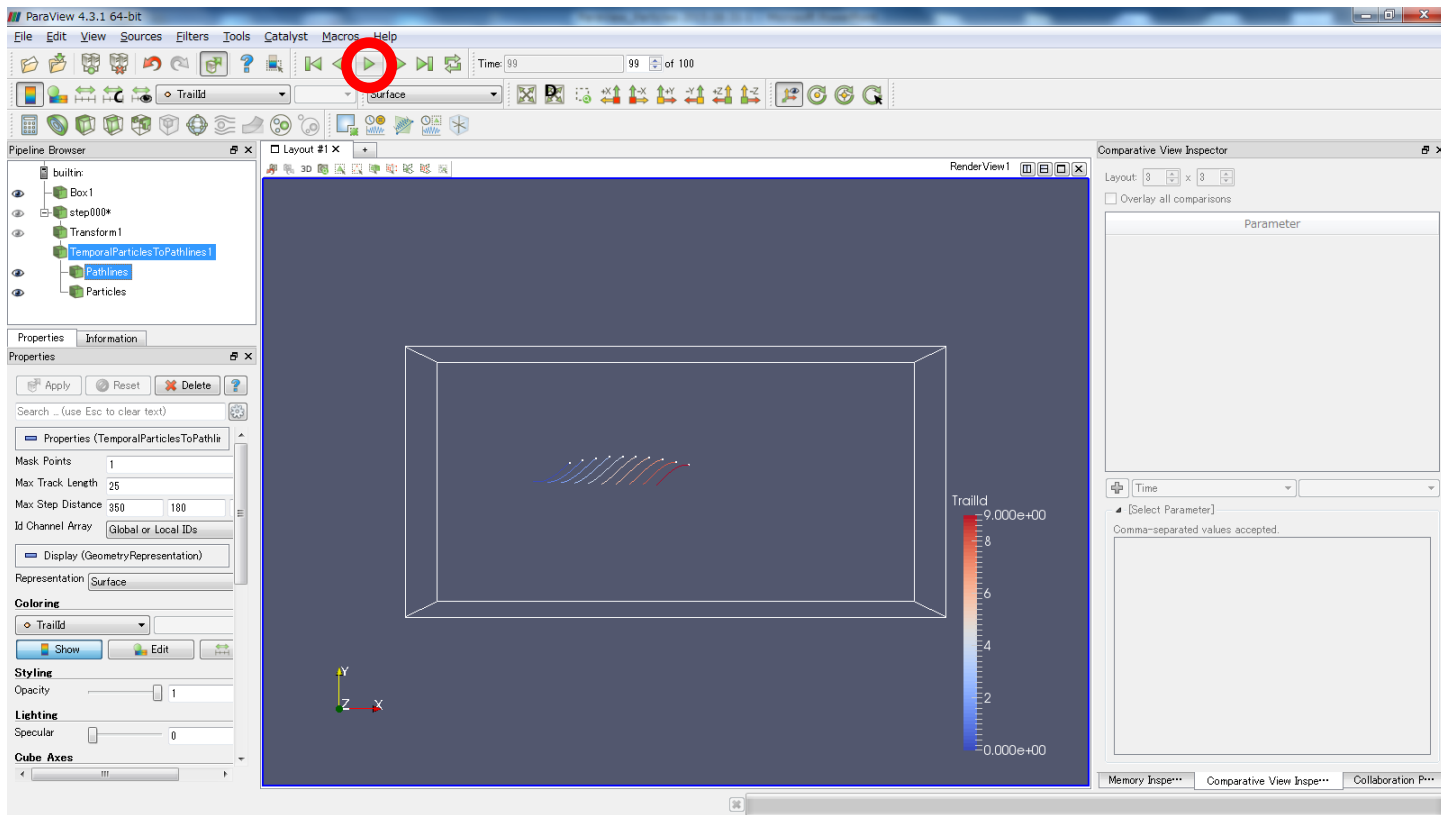 ParaView 4.3.1 64-bit
File Edit View Sources Filters Tools Catalyst Macros Help
Time: 99 99 of 100
TrailId Surface
Pipeline Browser
Layout #1 X +
Comparative View Inspector
3D
RenderView1
builtin:
Box1
step000*
Transform1
TemporalParticlesToPathlines1
Pathlines
Particles
Layout: 3 x 3
Overlay all comparisons
Parameter
Properties Information
Properties
Apply Reset Delete ?
Search ... (use Esc to clear text)
Properties (TemporalParticlesToPathli
Mask Points 1
Max Track Length 25
Max Step Distance 350 180
Id Channel Array Global or Local IDs
Display (GeometryRepresentation)
Representation Surface
Coloring
TrailId
Show Edit
Styling
Opacity 1
Lighting
Specular 0
Cube Axes
Y
Z X
TrailId
9.000e+00
8
6
4
2
0.000e+00
Time
[Select Parameter]
Comma-separated values accepted.
Memory Inspe··· Comparative View Inspe··· Collaboration P···